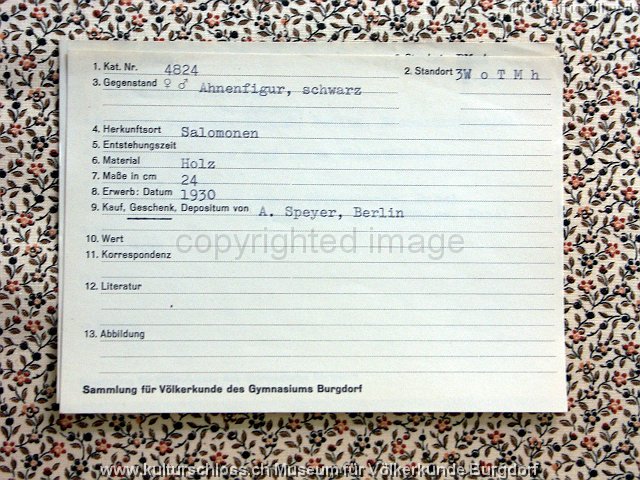 1. Kat. Nr. 4824 2. Standort 3W o T M h
3. Gegenstand ♀ ♂ Ahnenfigur, schwarz
4. Herkunftsort Salomonen
5. Entstehungszeit
6. Material Holz
7. Maße in cm 24
8. Erwerb: Datum 1930
9. Kauf, Geschenk, Depositum von A. Speyer, Berlin
10. Wert
copyrighted image
11. Korrespondenz
12. Literatur
13. Abbildung
Sammlung für Völkerkunde des Gymnasiums Burgdorf
www.kulturschloss.ch Museum für Völkerkunde Burgdorf